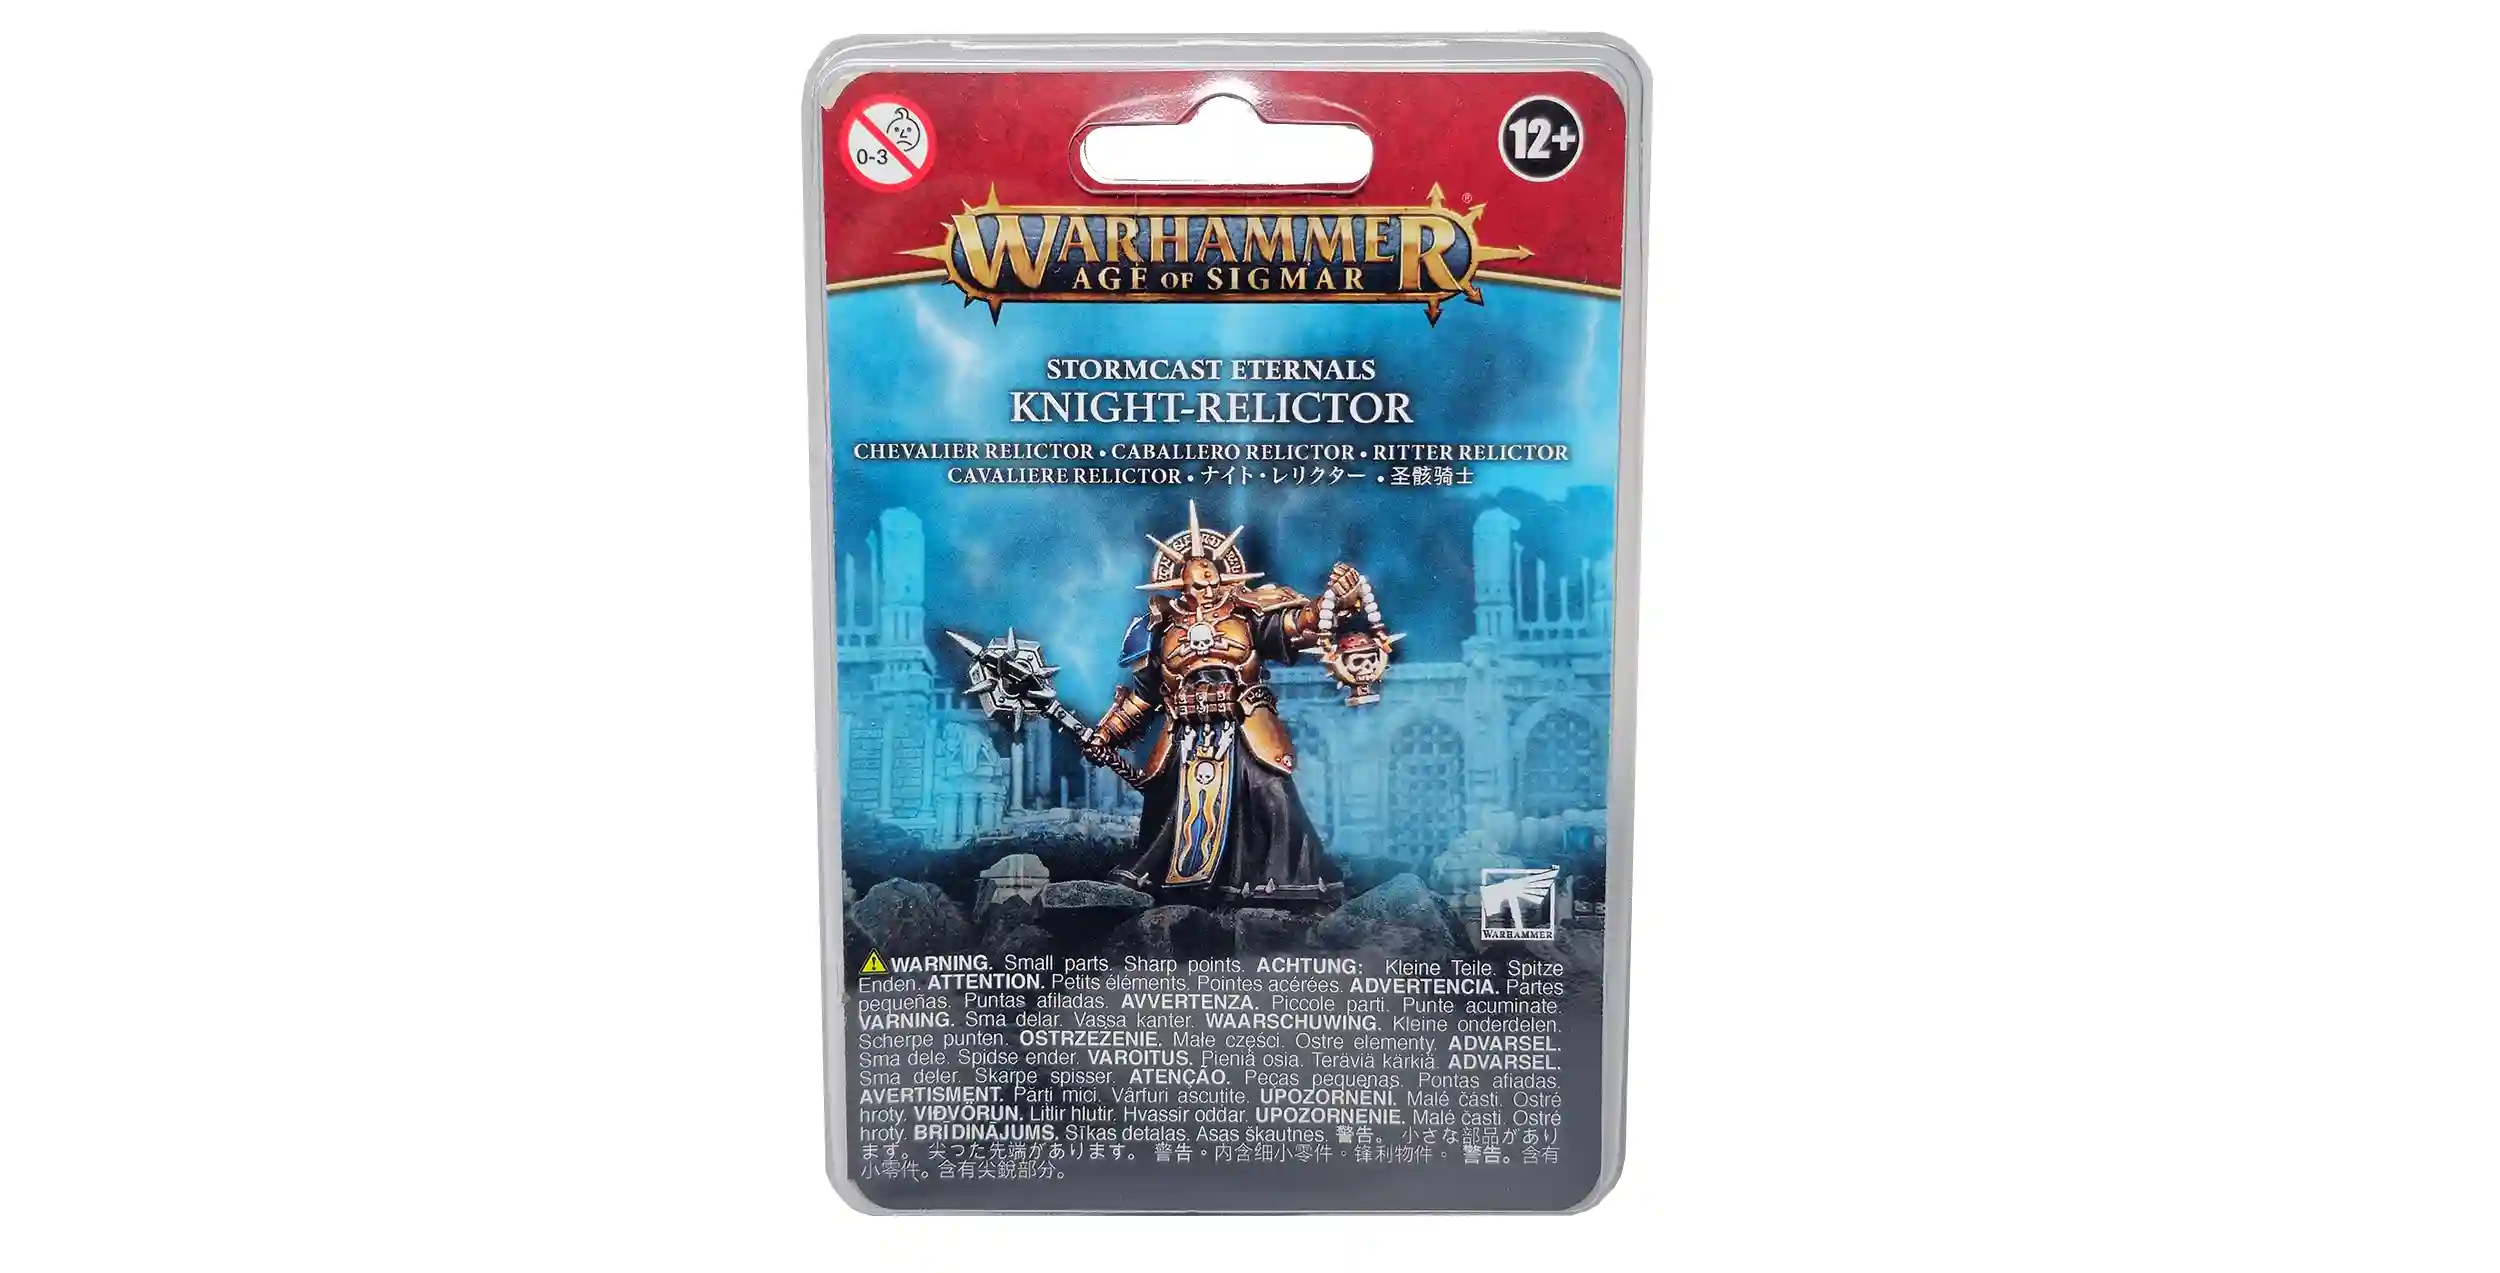 0-3
12+
WARHAMMER®
AGE OF SIGMAR
STORMCAST ETERNALS
KNIGHT-RELICTOR
CHEVALIER RELICTOR • CABALLERO RELICTOR • RITTER RELICTOR
CAVALIERE RELICTOR • ナイト・レリクター • 圣骸骑士
WARHAMMER™
WARNING. Small parts. Sharp points. ACHTUNG: Kleine Teile. Spitze
Enden. ATTENTION. Petits éléments. Pointes acérées. ADVERTENCIA. Partes
pequeñas. Puntas afiladas. AVVERTENZA. Piccole parti. Punte acuminate.
VARNING. Sma delar. Vassa kanter. WAARSCHUWING. Kleine onderdelen.
Scherpe punten. OSTRZEZENIE. Małe części. Ostre elementy. ADVARSEL.
Sma dele. Spidse ender. VAROITUS. Pieniä osia. Teräviä kärkiä. ADVARSEL.
Sma deler. Skarpe spisser. ATENÇÃO. Peças pequenas. Pontas afiadas.
AVERTISMENT. Părti mici. Vârfuri ascutite. UPOZORNĚNÍ. Malé části. Ostré
hroty. VIÐVÖRUN. Litlir hlutir. Hvassir oddar. UPOZORNENIE. Malé časti. Ostré
hroty. BRĪDINĀJUMS. Sīkas detalas. Asas škautnes. 警告。 小さな部品があり
ます。 尖った先端があります。 警告。内含细小零件。锋利物件。 警告。含有
小零件。含有尖銳部分。